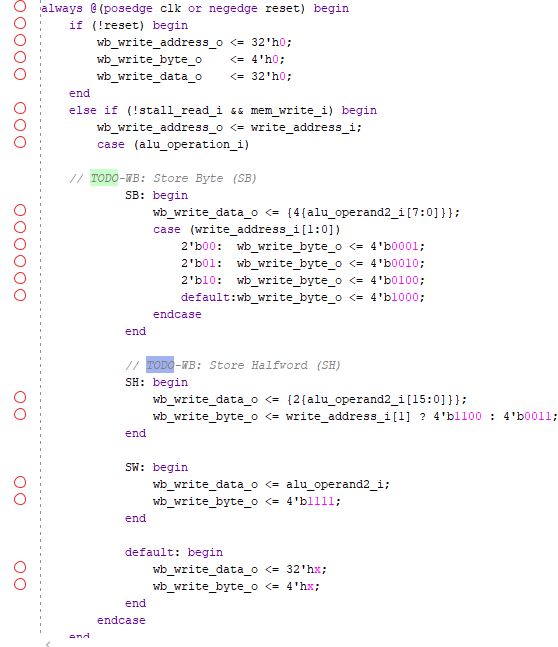 always @(posedge clk or negedge reset) begin
if (!reset) begin
wb_write_address_o <= 32'h0;
wb_write_byte_o <= 4'h0;
wb_write_data_o <= 32'h0;
end
else if (!stall_read_i && mem_write_i) begin
wb_write_address_o <= write_address_i;
case (alu_operation_i)
// TODO-WB: Store Byte (SB)
SB: begin
wb_write_data_o <= {4{alu_operand2_i[7:0]}};
case (write_address_i[1:0])
2'b00: wb_write_byte_o <= 4'b0001;
2'b01: wb_write_byte_o <= 4'b0010;
2'b10: wb_write_byte_o <= 4'b0100;
default:wb_write_byte_o <= 4'b1000;
endcase
end
// TODO-WB: Store Halfword (SH)
SH: begin
wb_write_data_o <= {2{alu_operand2_i[15:0]}};
wb_write_byte_o <= write_address_i[1] ? 4'b1100 : 4'b0011;
end
SW: begin
wb_write_data_o <= alu_operand2_i;
wb_write_byte_o <= 4'b1111;
end
default: begin
wb_write_data_o <= 32'hx;
wb_write_byte_o <= 4'hx;
end
endcase
end